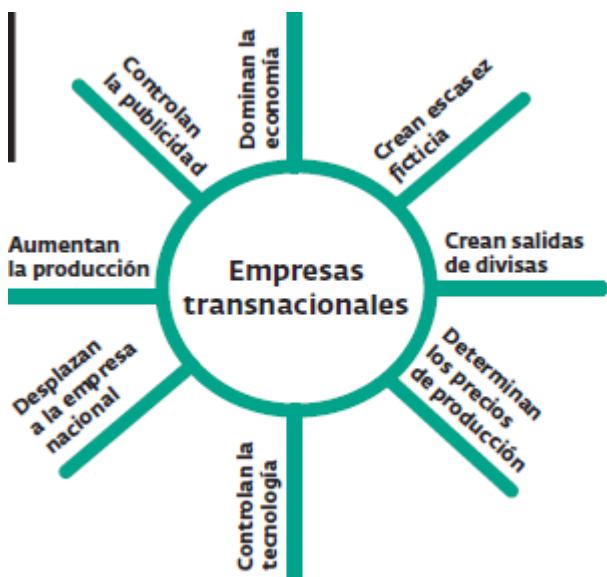 Controlan
la publicidad
Dominan la
economía
Crean escasez
ficticia
Aumentan
la producción
Empresas
transnacionales
Crean salidas
de divisas
Desplazan
a la empresa
nacional
Controlan la
tecnología
Determinan
los precios
de producción